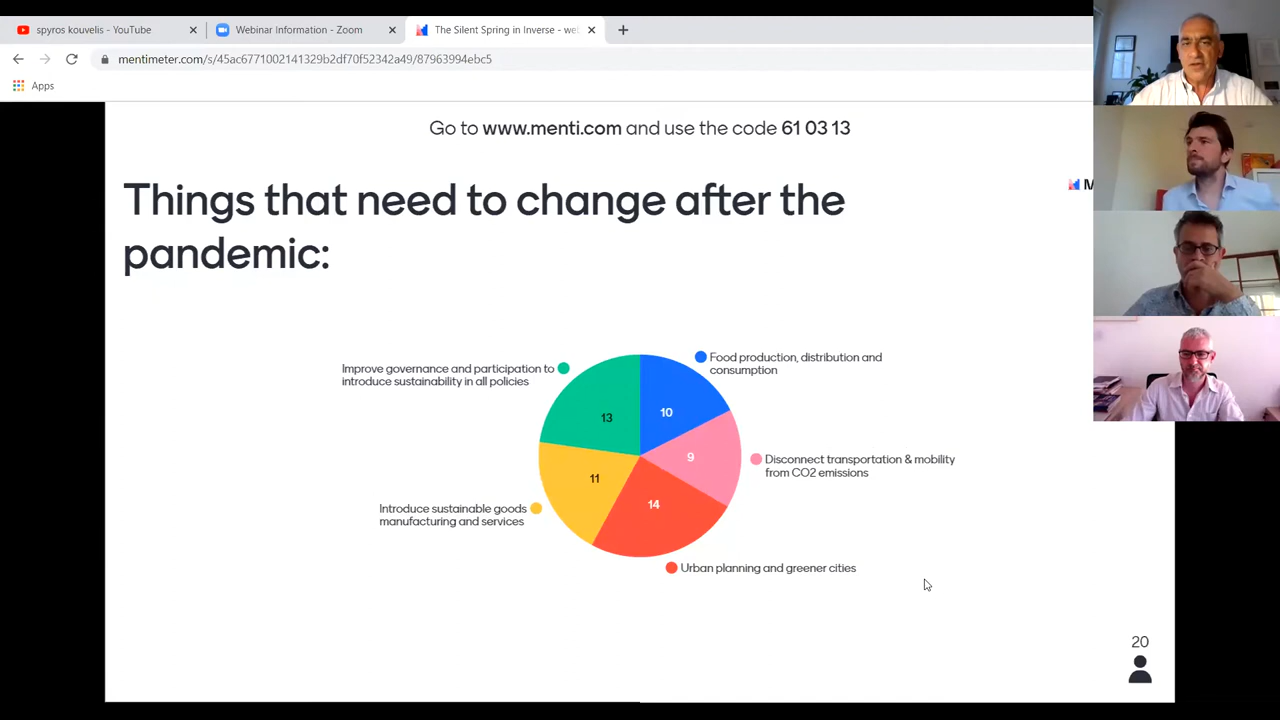 spyros kouvelis - YouTube
Webinar Information - Zoom
The Silent Spring in Inverse - we
mentimeter.com/s/45ac6771002141329b2df70f52342a49/87963994ebc5
Apps
Go to www.menti.com and use the code 61 03 13
M
Things that need to change after the
pandemic:
Improve governance and participation to
introduce sustainability in all policies
Food production, distribution and
consumption
13
10
Disconnect transportation & mobility
from CO2 emissions
9
11
14
Introduce sustainable goods
manufacturing and services
Urban planning and greener cities
20